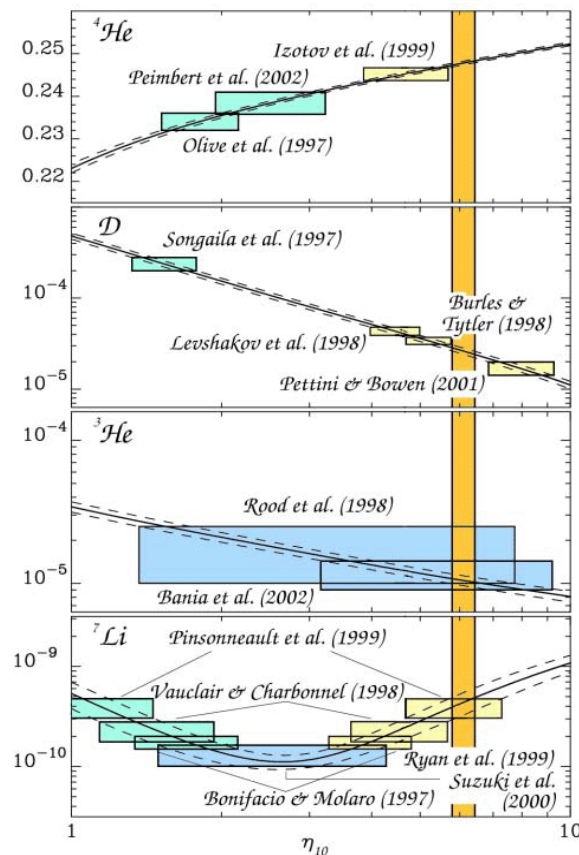 ⁴He
Izotov et al. (1999)
0.25
Peimbert et al. (2002)
0.24
0.23
Olive et al. (1997)
0.22
D
Songaila et al. (1997)
10⁻⁴
Burles &
Tytler (1998)
Levshakov et al. (1998)
10⁻⁵
Pettini & Bowen (2001)
³He
10⁻⁴
Rood et al. (1998)
10⁻⁵
Bania et al. (2002)
⁷Li
Pinsonneault et al. (1999)
10⁻⁹
Vauclair & Charbonnel (1998)
10⁻¹⁰
Ryan et al. (1999)
Suzuki et al.
(2000)
Bonifacio & Molaro (1997)
1
10
η₁₀